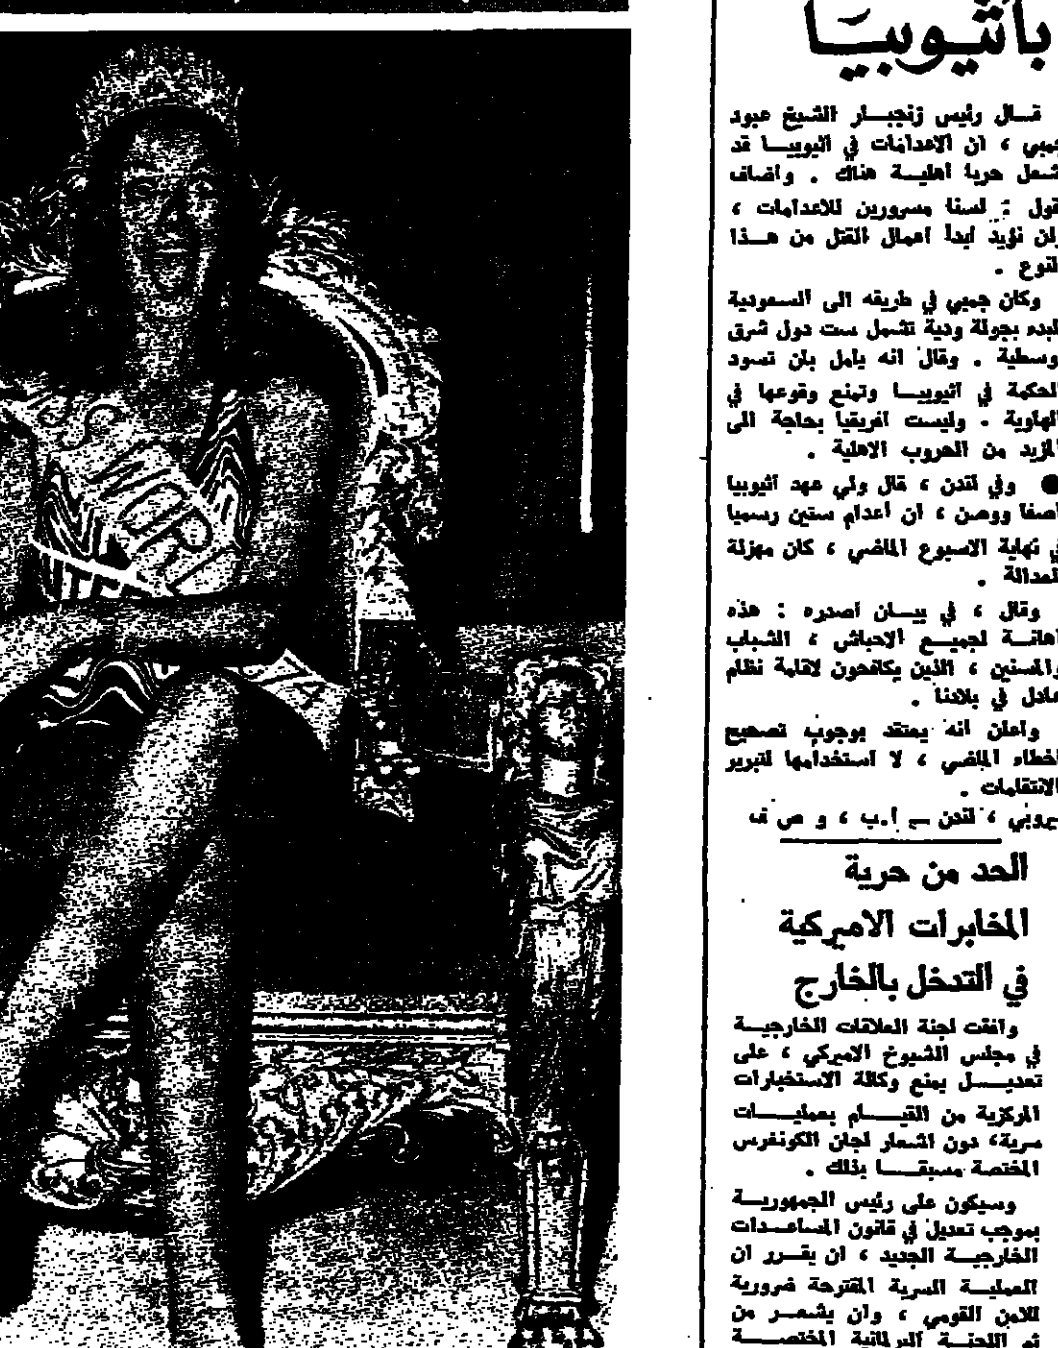 بأثيوبيا
قال رئيس زنجبار الشيخ عبود
جمبي ، ان الاعدامات في اثيوبيا قد
تشعل حربا أهلية هناك . واضاف
يقول : لسنا مسرورين للاعدامات ،
ولن نؤيد ابدا اعمال القتل من هذا
النوع .
وكان جمبي في طريقه الى السعودية
لبدء بجولة ودية تشمل ست دول شرق
اوسطية . وقال انه يامل بان تسود
الحكمة في اثيوبيا وتمنع وقوعها في
الهاوية . وليست افريقيا بحاجة الى
المزيد من الحروب الاهلية .
● وفي لندن ، قال ولي عهد اثيوبيا
اصفا ووصن ، ان أعدام ستين رسميا
في نهاية الاسبوع الماضي ، كان مهزلة
للعدالة .
وقال ، في بيان اصدره : هذه
اهانة لجميع الاحباش ، الشباب
والمسنين ، الذين يكافحون لاقامة نظام
عادل في بلادنا .
واعلن انه يعتقد بوجوب تصحيح
اخطاء الماضي ، لا استخدامها لتبرير
الانتقامات .
نيروبي ، لندن — أ.ب ، و ص ف
الحد من حرية
المخابرات الاميركية
في التدخل بالخارج
وافقت لجنة العلاقات الخارجية
في مجلس الشيوخ الاميركي ، على
تعديل يمنع وكالة الاستخبارات
المركزية من القيام بعمليات
سرية، دون اشعار لجان الكونغرس
المختصة مسبقا بذلك .
وسيكون على رئيس الجمهورية
بموجب تعديل في قانون المساعدات
الخارجية الجديد ، ان يقرر ان
العملية السرية المقترحة ضرورية
للامن القومي ، وان يشعر من
ثم اللجنة البرلمانية المختصة